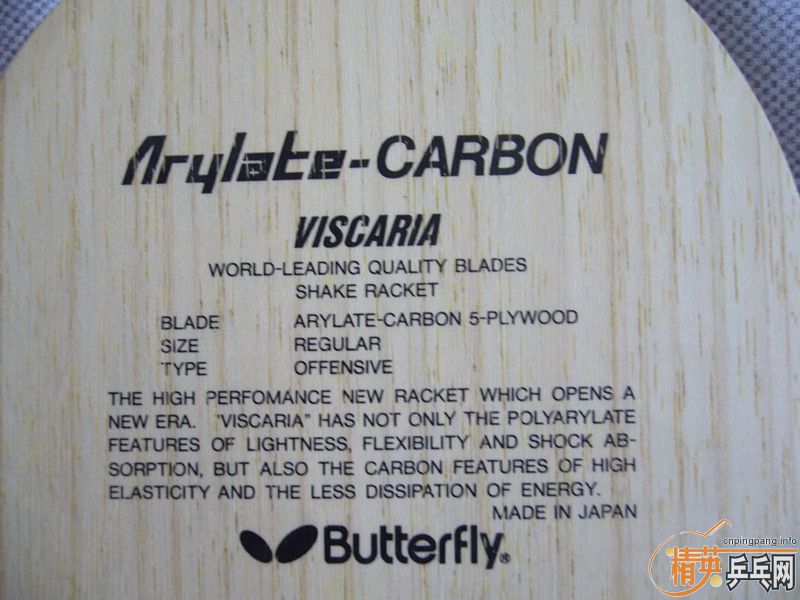 Arylate-CARBON
VISCARIA
WORLD-LEADING QUALITY BLADES
SHAKE RACKET
BLADE ARYLATE-CARBON 5-PLYWOOD
SIZE REGULAR
TYPE OFFENSIVE
THE HIGH PERFOMANCE NEW RACKET WHICH OPENS A
NEW ERA. "VISCARIA" HAS NOT ONLY THE POLYARYLATE
FEATURES OF LIGHTNESS, FLEXIBILITY AND SHOCK AB-
SORPTION, BUT ALSO THE CARBON FEATURES OF HIGH
ELASTICITY AND THE LESS DISSIPATION OF ENERGY.
MADE IN JAPAN
Butterfly®
cnpingpang.info
精英乒乓网